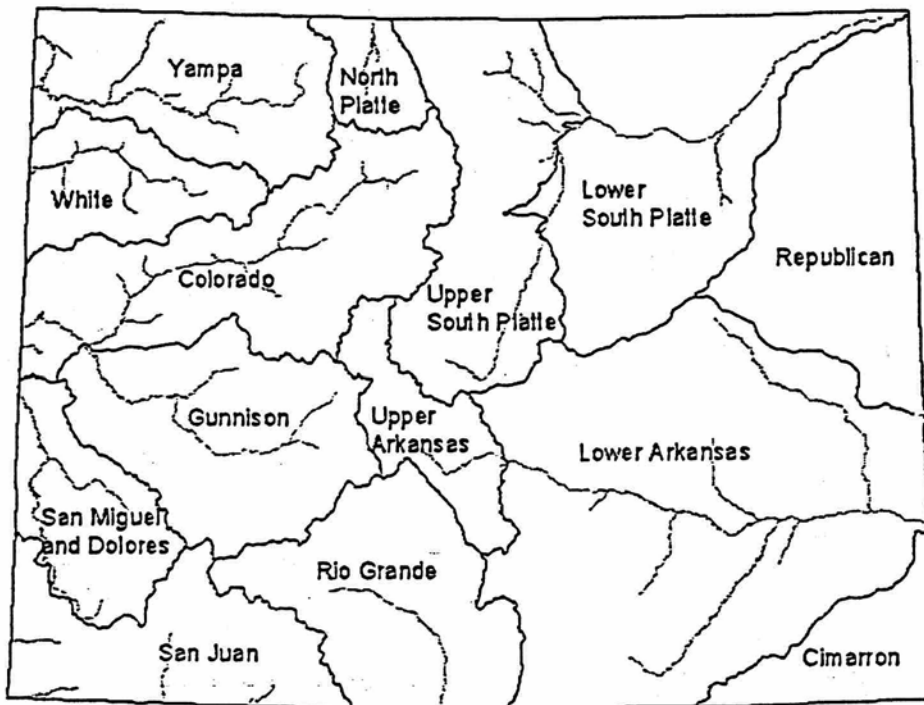 Yampa
North
Platte
White
Lower
South Platte
Republican
Colorado
Upper
South Platte
Gunnison
Upper
Arkansas
Lower Arkansas
San Miguel
and Dolores
Rio Grande
San Juan
Cimarron